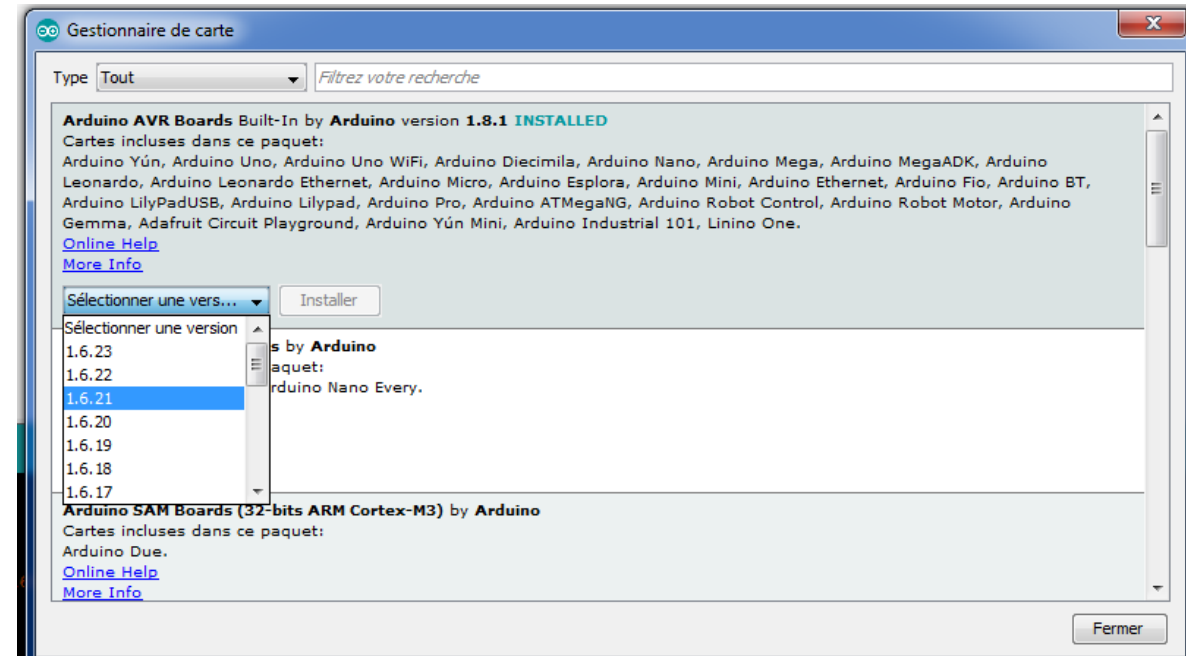 Gestionnaire de carte
Type Tout Filtrez votre recherche
Arduino AVR Boards Built-In by Arduino version 1.8.1 INSTALLED
Cartes incluses dans ce paquet:
Arduino Yún, Arduino Uno, Arduino Uno WiFi, Arduino Diecimila, Arduino Nano, Arduino Mega, Arduino MegaADK, Arduino
Leonardo, Arduino Leonardo Ethernet, Arduino Micro, Arduino Esplora, Arduino Mini, Arduino Ethernet, Arduino Fio, Arduino BT,
Arduino LilyPadUSB, Arduino Lilypad, Arduino Pro, Arduino ATMegaNG, Arduino Robot Control, Arduino Robot Motor, Arduino
Gemma, Adafruit Circuit Playground, Arduino Yún Mini, Arduino Industrial 101, Linino One.
Online Help
More Info
Sélectionner une vers... Installer
Sélectionner une version
1.6.23
s by Arduino
1.6.22
aquet:
1.6.21
rduino Nano Every.
1.6.20
1.6.19
1.6.18
1.6.17
Arduino SAM Boards (32-bits ARM Cortex-M3) by Arduino
Cartes incluses dans ce paquet:
Arduino Due.
Online Help
More Info
Fermer